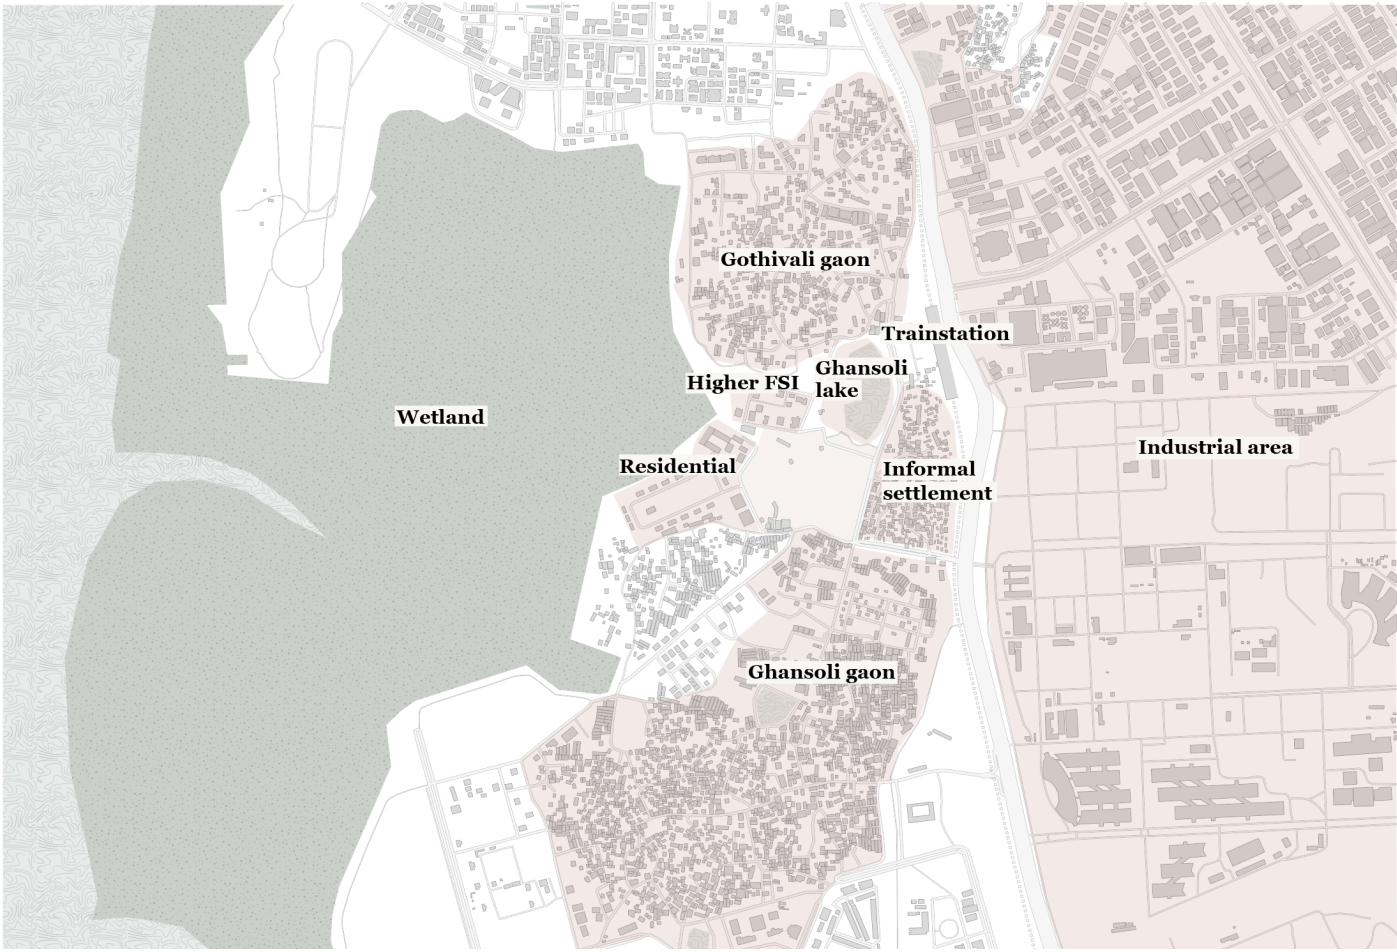 Gothivali gaon
Trainstation
Ghansoli
lake
Higher FSI
Wetland
Industrial area
Residential
Informal
settlement
Ghansoli gaon